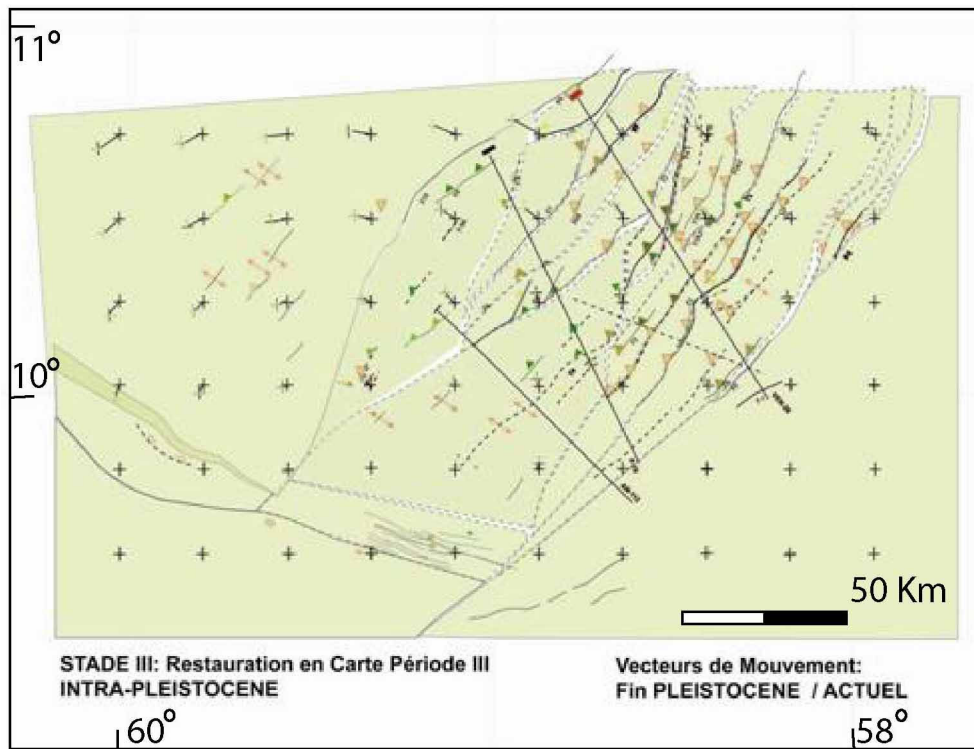 11°
10°
50 Km
STADE III: Restauration en Carte Période III
INTRA-PLEISTOCENE
Vecteurs de Mouvement:
Fin PLEISTOCENE / ACTUEL
60°
58°